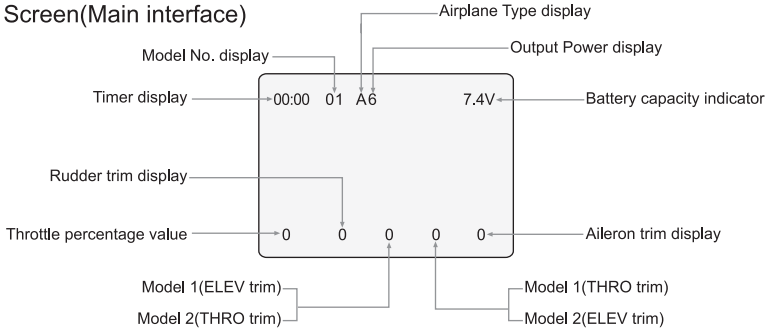 Screen(Main interface)
Airplane Type display
Model No. display
Output Power display
Timer display
00:00 01 A6 7.4V
Battery capacity indicator
Rudder trim display
Throttle percentage value
0 0 0 0 0
Aileron trim display
Model 1(ELEV trim)
Model 2(THRO trim)
Model 1(THRO trim)
Model 2(ELEV trim)